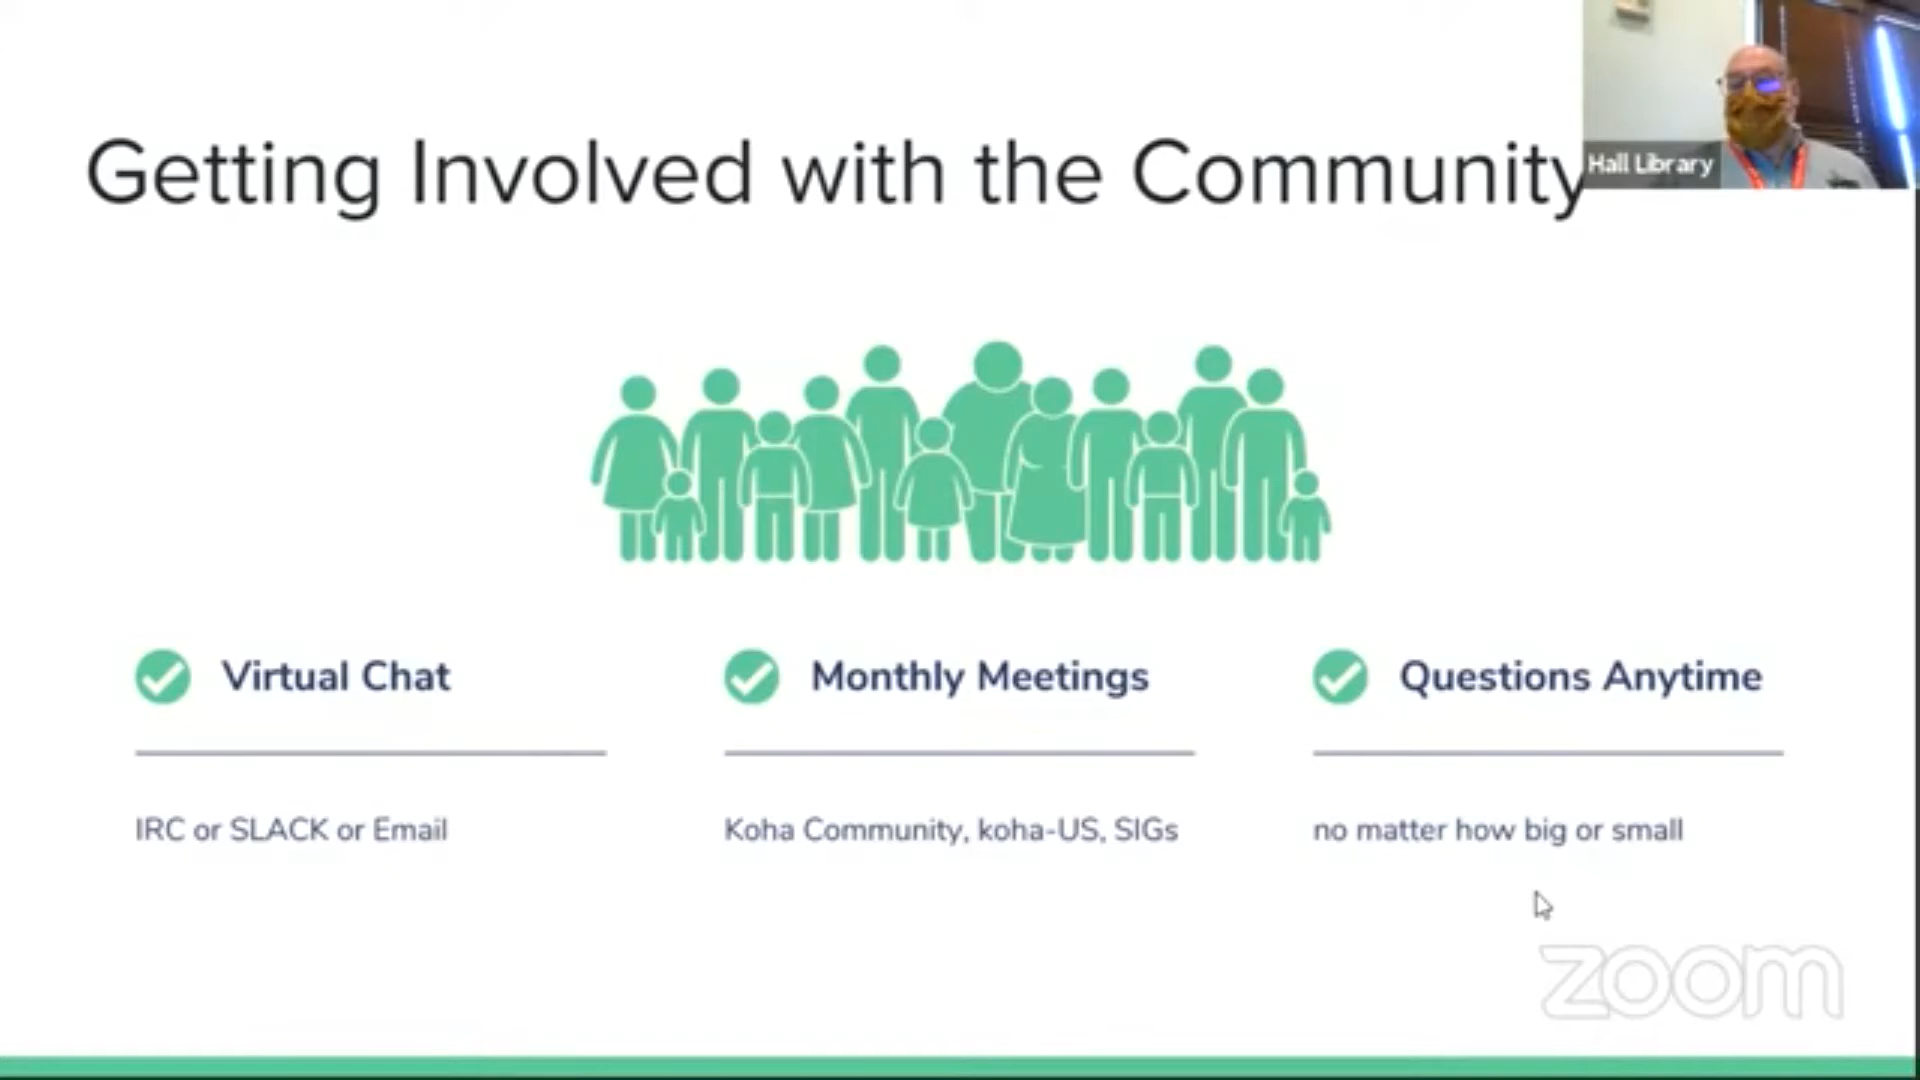 Getting Involved with the Community
Hall Library
Virtual Chat
Monthly Meetings
Questions Anytime
IRC or SLACK or Email
Koha Community, koha-US, SIGs
no matter how big or small
zoom